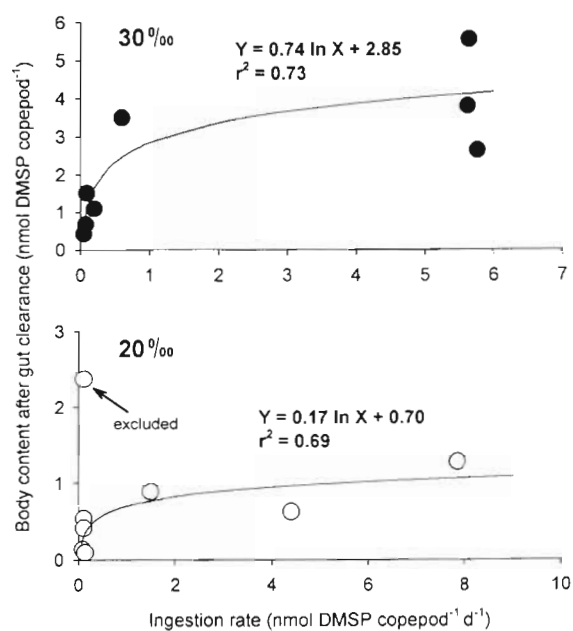 Body content after gut clearance (nmol DMSP copepod⁻¹)
6
5
4
3
2
1
0
30‰
Y = 0.74 ln X + 2.85
r² = 0.73
0 1 2 3 4 5 6 7
3
2
1
0
20‰
excluded
Y = 0.17 ln X + 0.70
r² = 0.69
0 2 4 6 8 10
Ingestion rate (nmol DMSP copepod⁻¹ d⁻¹)